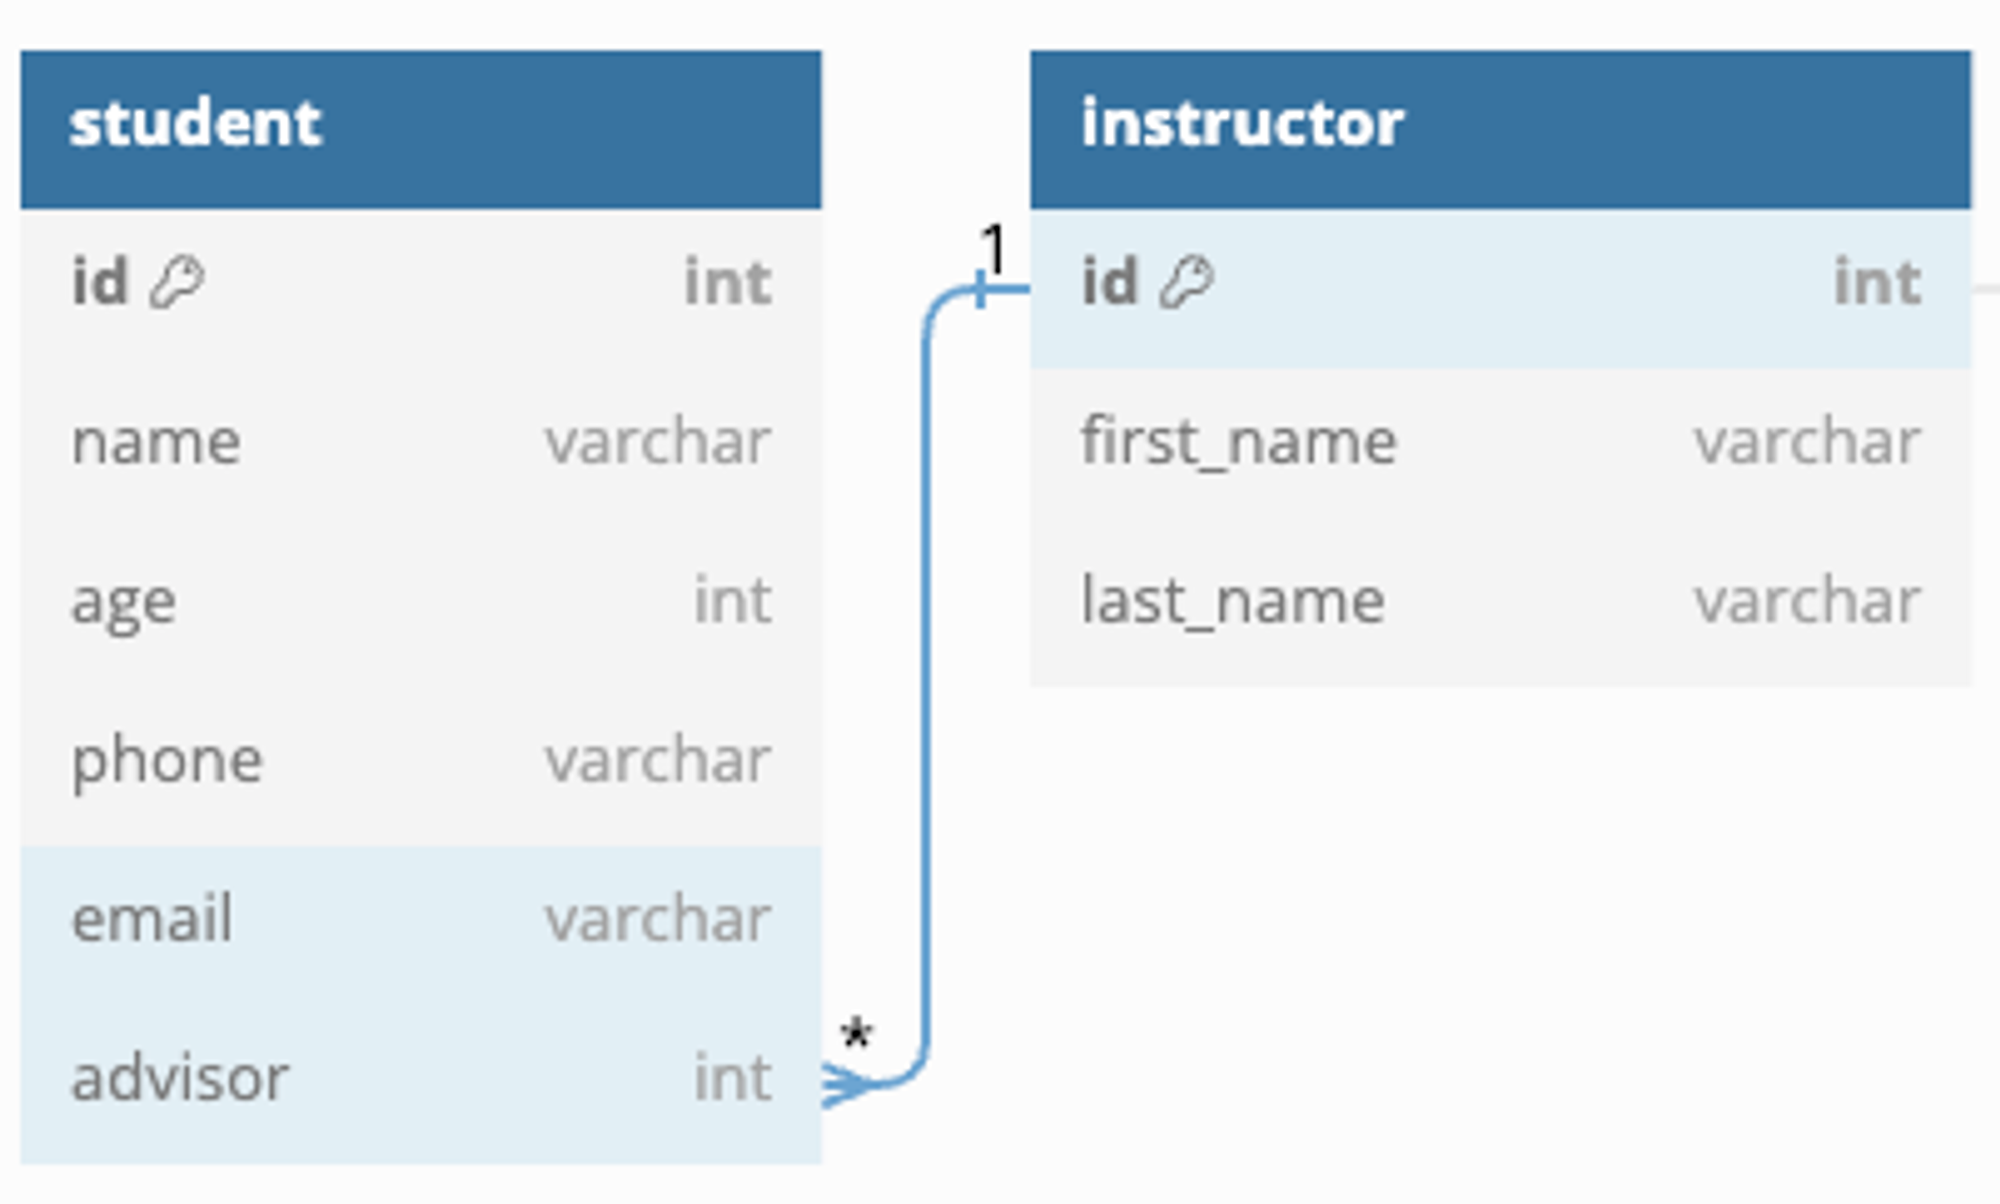 student
id int
name varchar
age int
phone varchar
email varchar
advisor int
*
1
instructor
id int
first_name varchar
last_name varchar